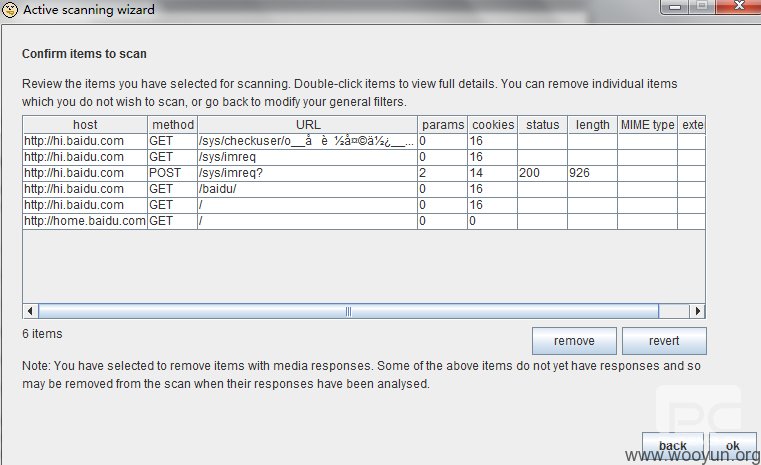 Active scanning wizard
Confirm items to scan
Review the items you have selected for scanning. Double-click items to view full details. You can remove individual items
which you do not wish to scan, or go back to modify your general filters.
host method URL params cookies status length MIME type exte
http://hi.baidu.com GET /sys/checkuser/o__å è ½å¤©ä½¿__... 0 16
http://hi.baidu.com GET /sys/imreq 0 16
http://hi.baidu.com POST /sys/imreq? 2 14 200 926
http://hi.baidu.com GET /baidu/ 0 16
http://hi.baidu.com GET / 0 16
http://home.baidu.com GET / 0 0
6 items
remove revert
Note: You have selected to remove items with media responses. Some of the above items do not yet have responses and so
may be removed from the scan when their responses have been analysed.
PC
back ok
www.wooyun.org